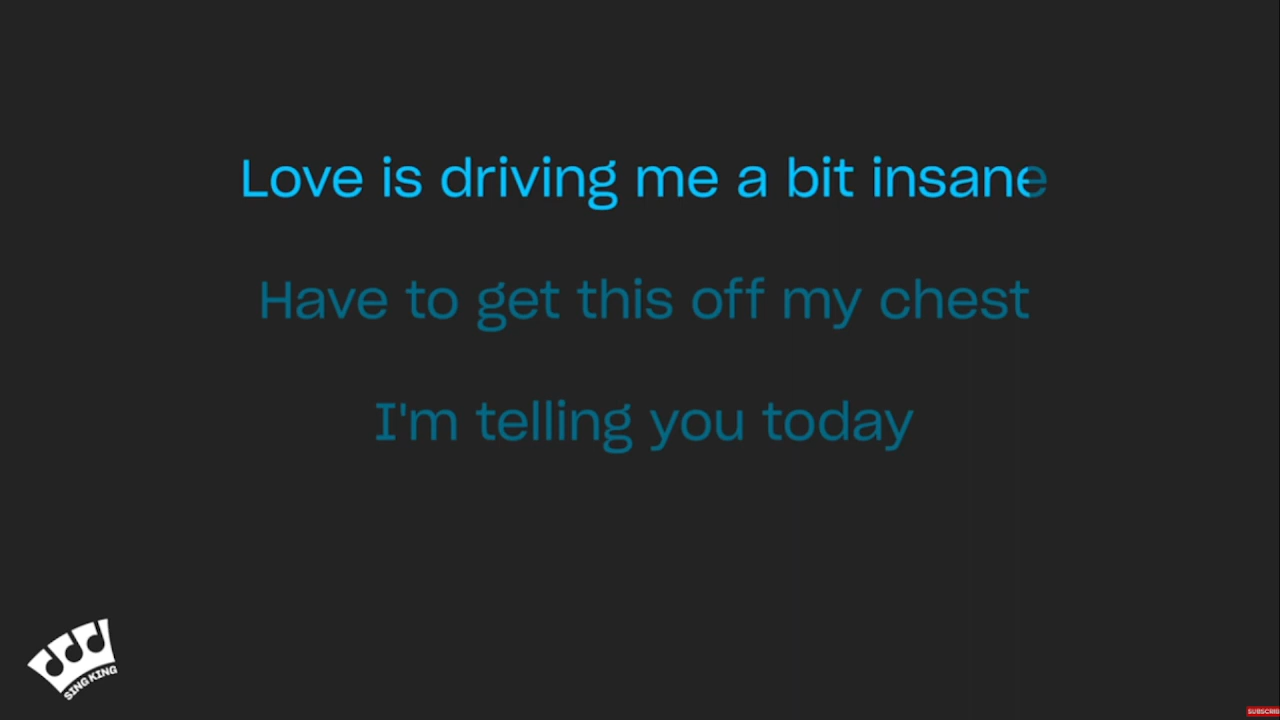 Love is driving me a bit insane
Have to get this off my chest
I'm telling you today
SING KING